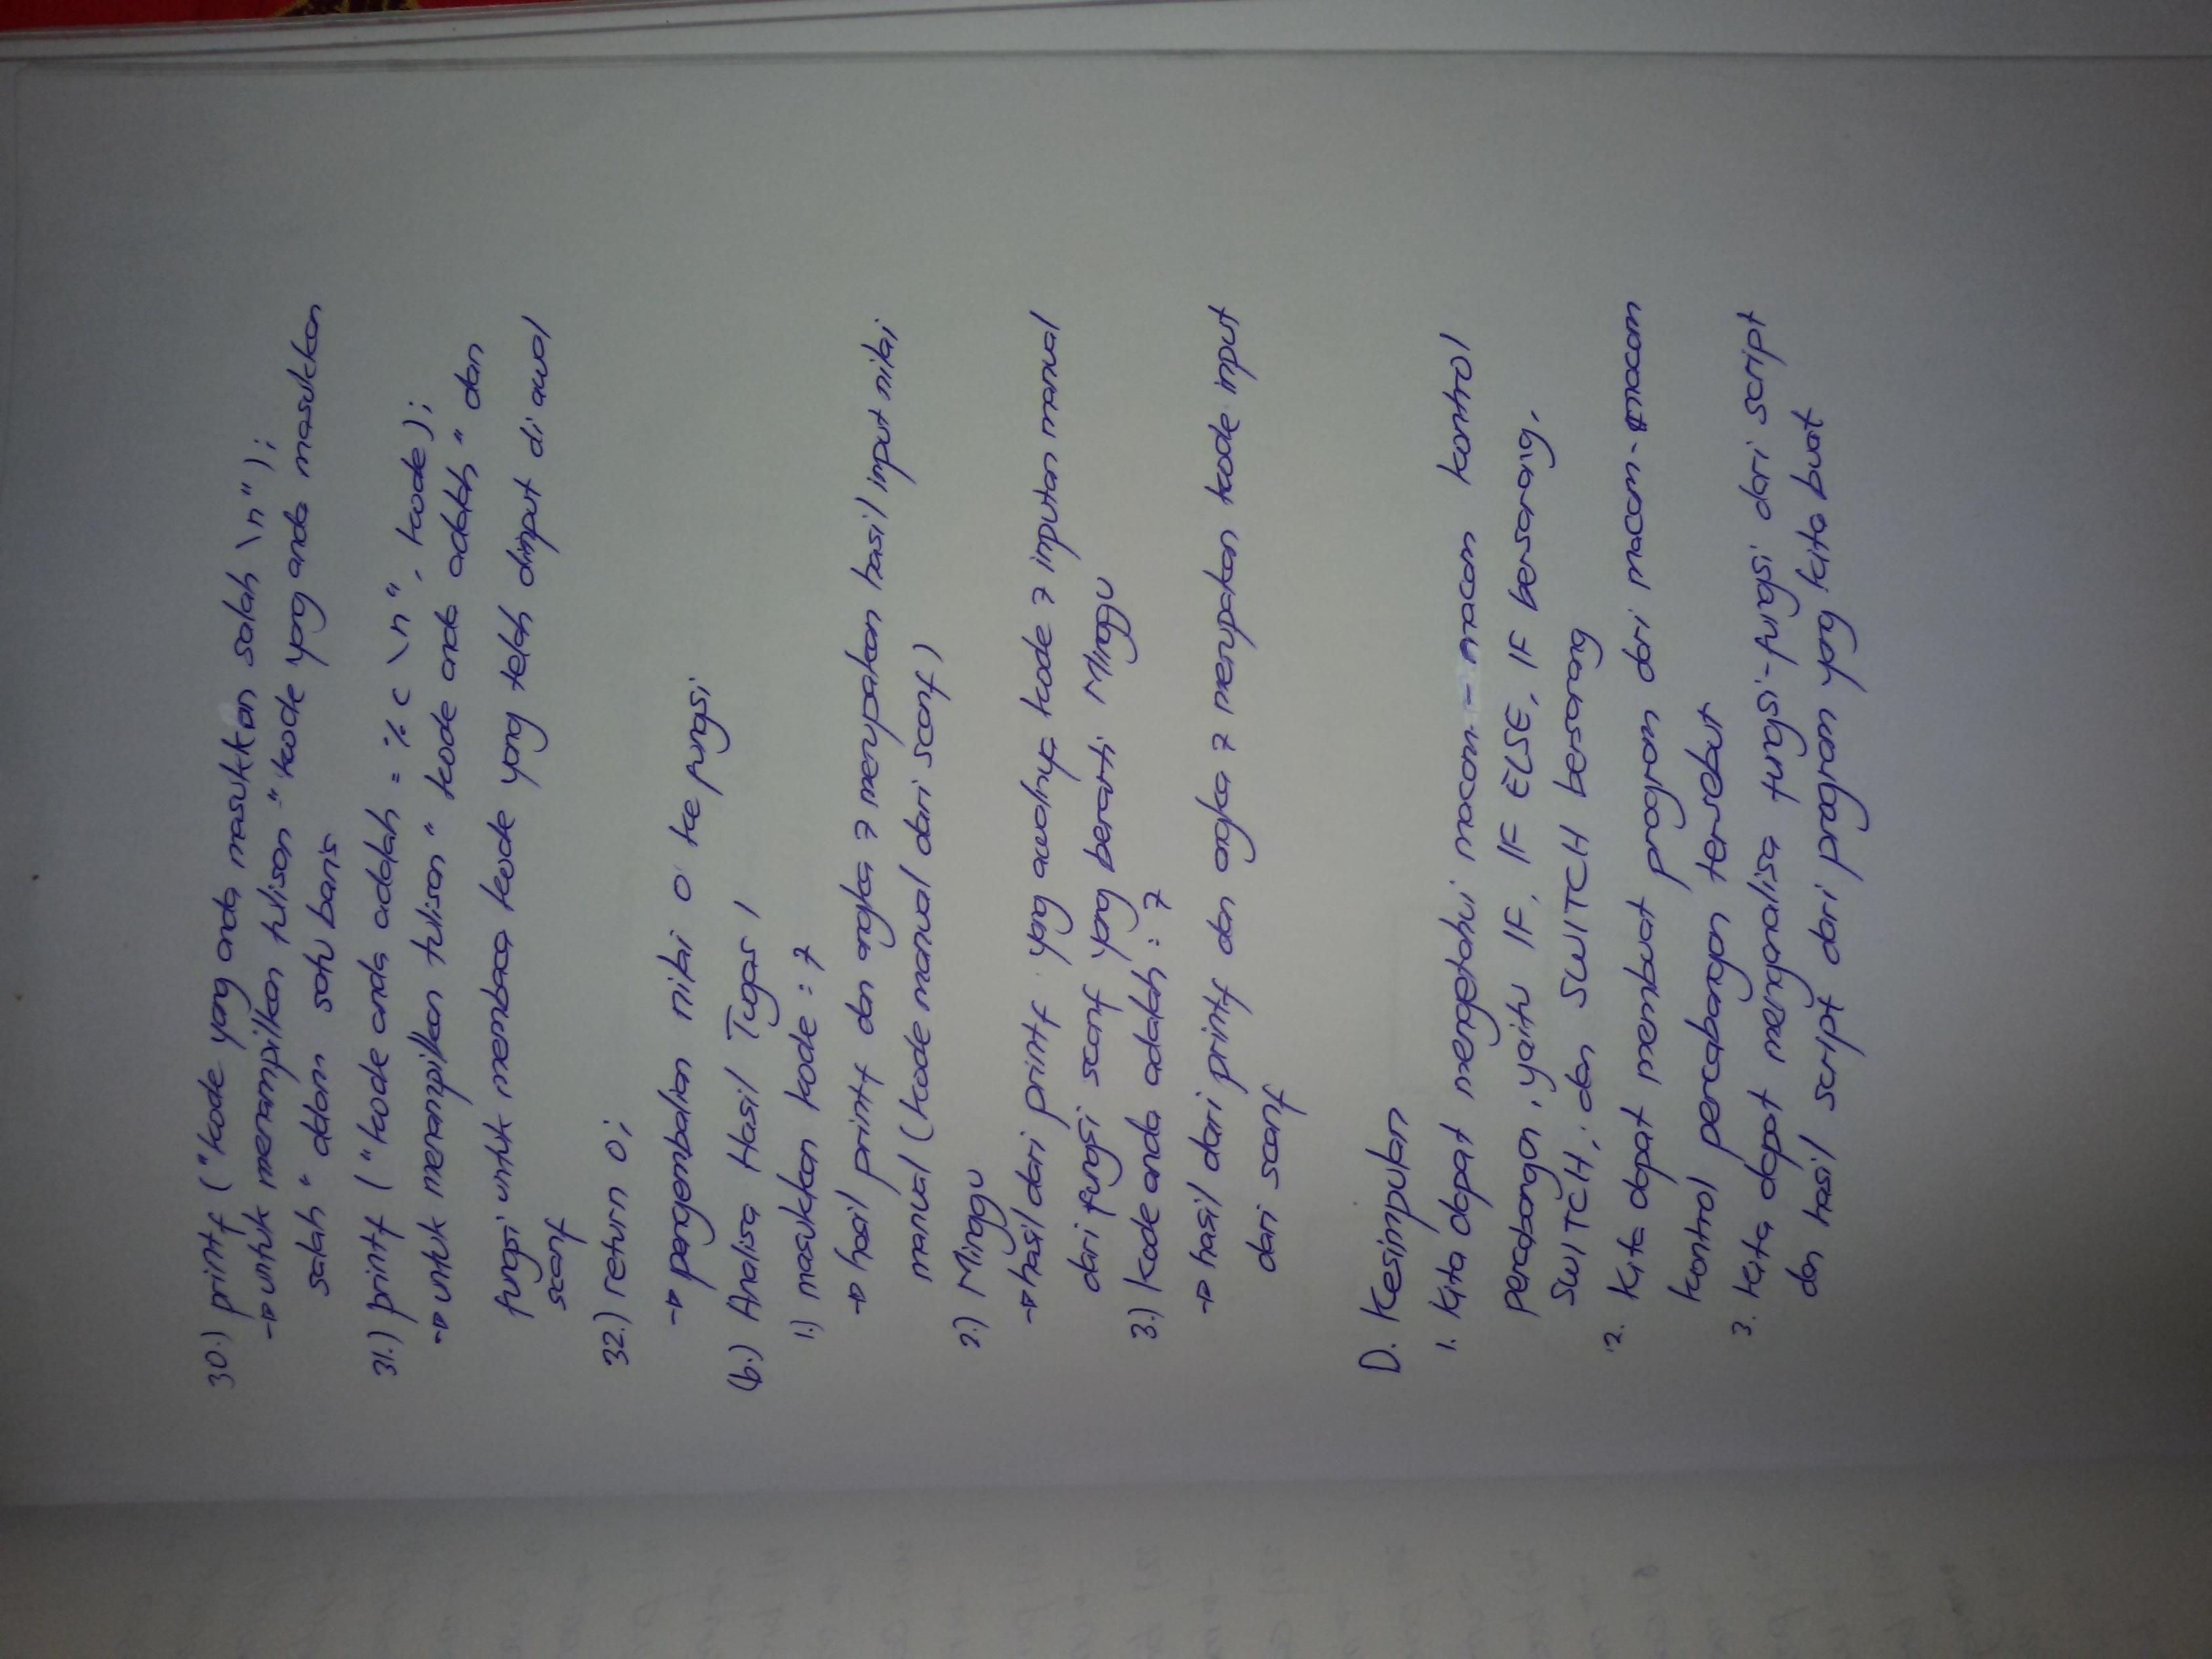 30.) printf ("kode yang anda masukkan salah \n");
→ untuk menampilkan tulisan "kode yang anda masukkan
salah" dalam satu baris
31.) printf ("kode anda adalah = %c \n", kode);
→ untuk menampilkan tulisan "kode anda adalah" dan
fungsi untuk membaca kode yang telah diinput di awal
scanf
32.) return 0;
→ pengembalian nilai 0 ke fungsi
(b.) Analisa Hasil Tugas 1
1.) masukkan kode : 7
→ hasil printf dan angka 7 merupakan hasil input nilai
manual (kode manual dari scanf)
2.) Minggu
→ hasil dari printf yang awalnya kode 7 inputan manual
dari fungsi scanf yang berarti Minggu
3.) Kode anda adalah : 7
→ hasil dari printf dan angka 7 merupakan kode input
dari scanf
D. Kesimpulan
1. Kita dapat mengetahui macam - macam kontrol
percabangan, yaitu IF, IF ELSE, IF bersarang,
SWITCH, dan SWITCH bersarang
2. Kita dapat membuat program dari macam-macam
kontrol percabangan tersebut
3. Kita dapat menganalisa fungsi-fungsi dari script
dan hasil script dari program yang kita buat